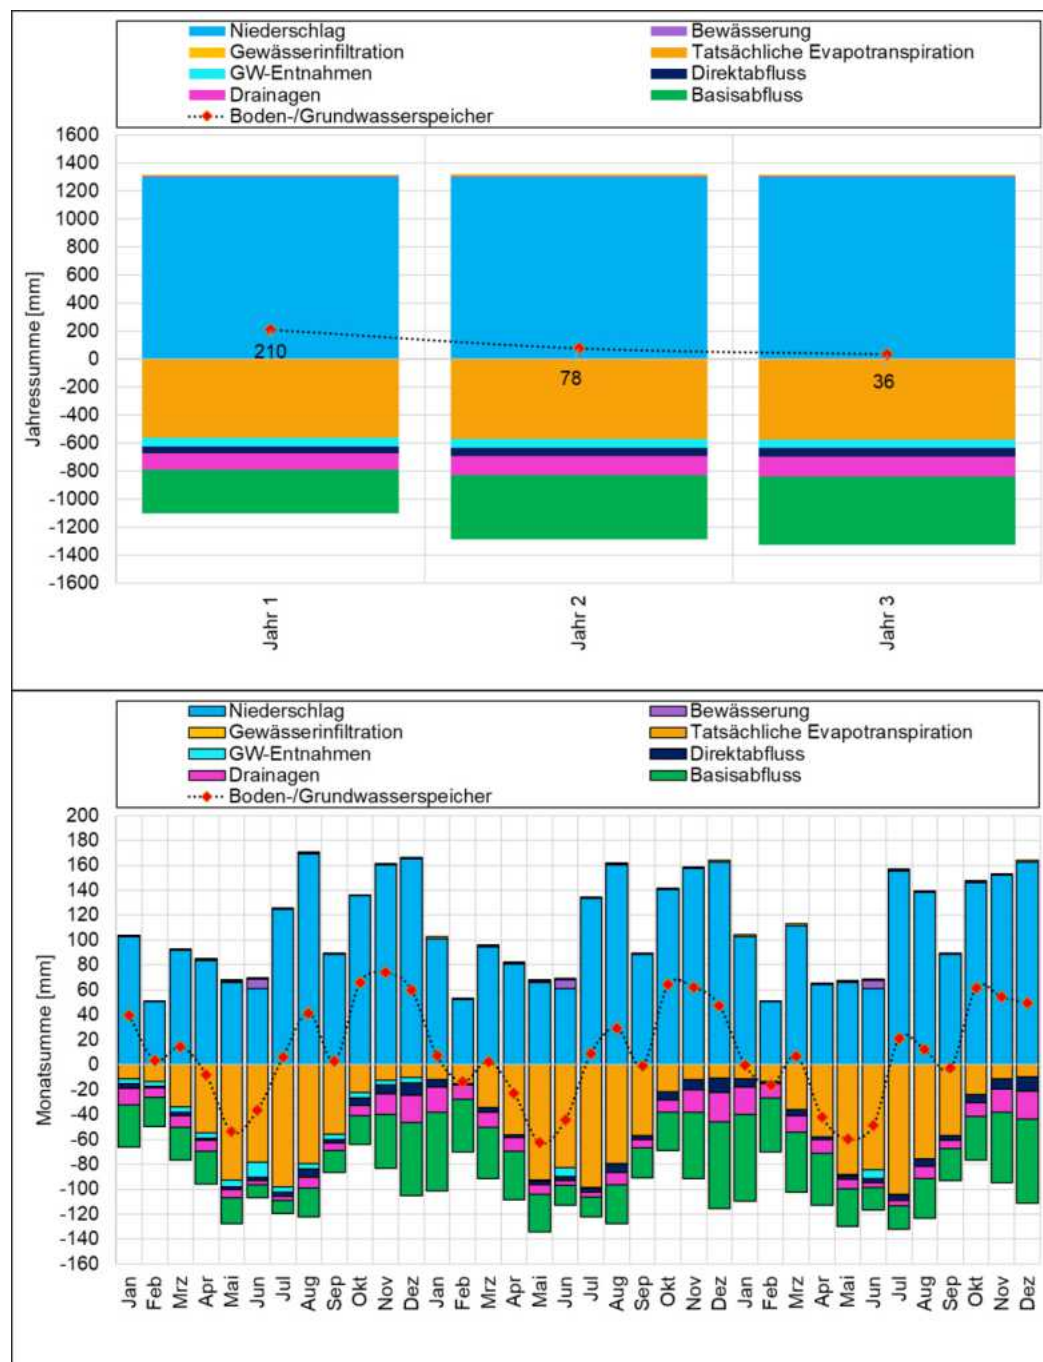 Niederschlag Bewässerung
Gewässerinfiltration Tatsächliche Evapotranspiration
GW-Entnahmen Direktabfluss
Drainagen Basisabfluss
Boden-/Grundwasserspeicher
Jahressumme [mm]
1600
1400
1200
1000
800
600
400
200
0
-200
-400
-600
-800
-1000
-1200
-1400
-1600
210
78
36
Jahr 1
Jahr 2
Jahr 3
Niederschlag Bewässerung
Gewässerinfiltration Tatsächliche Evapotranspiration
GW-Entnahmen Direktabfluss
Drainagen Basisabfluss
Boden-/Grundwasserspeicher
Monatsumme [mm]
200
180
160
140
120
100
80
60
40
20
0
-20
-40
-60
-80
-100
-120
-140
-160
Jan
Feb
Mrz
Apr
Mai
Jun
Jul
Aug
Sep
Okt
Nov
Dez
Jan
Feb
Mrz
Apr
Mai
Jun
Jul
Aug
Sep
Okt
Nov
Dez
Jan
Feb
Mrz
Apr
Mai
Jun
Jul
Aug
Sep
Okt
Nov
Dez